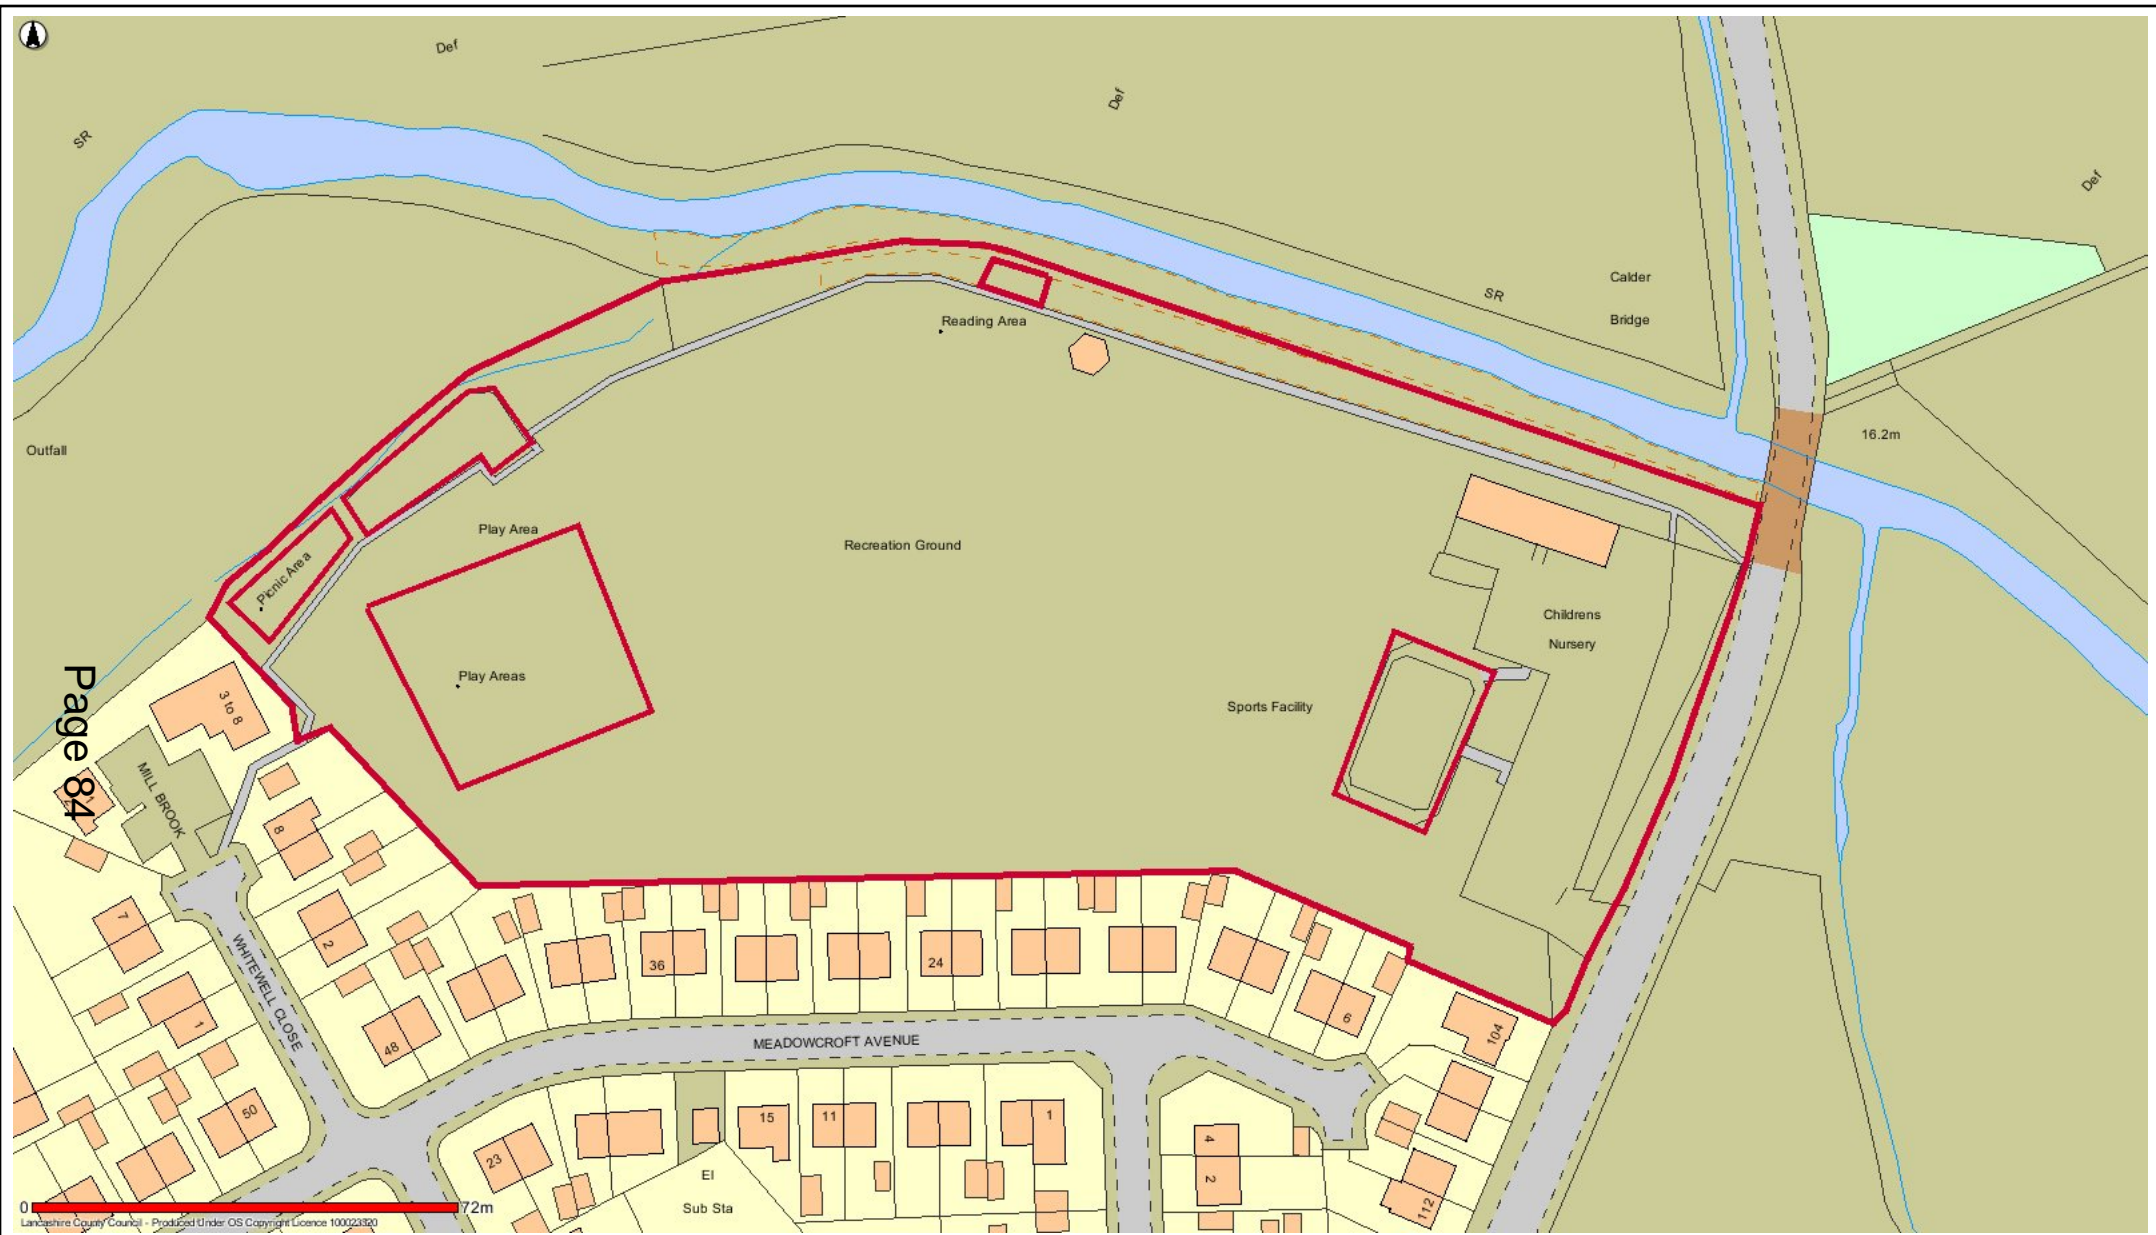 Def
Def
SR
Def
Calder
SR
Bridge
Reading Area
16.2m
Outfall
Play Area
Recreation Ground
Picnic Area
Childrens
Nursery
Play Areas
Sports Facility
3 to 8
Page 84
MILL BROOK
8
7
2
36
24
6
WHITEWELL CLOSE
1
48
104
MEADOWCROFT AVENUE
50
15
11
1
23
4
El
2
Sub Sta
112
0
72m
Lancashire County Council - Produced Under OS Copyright Licence 100023320